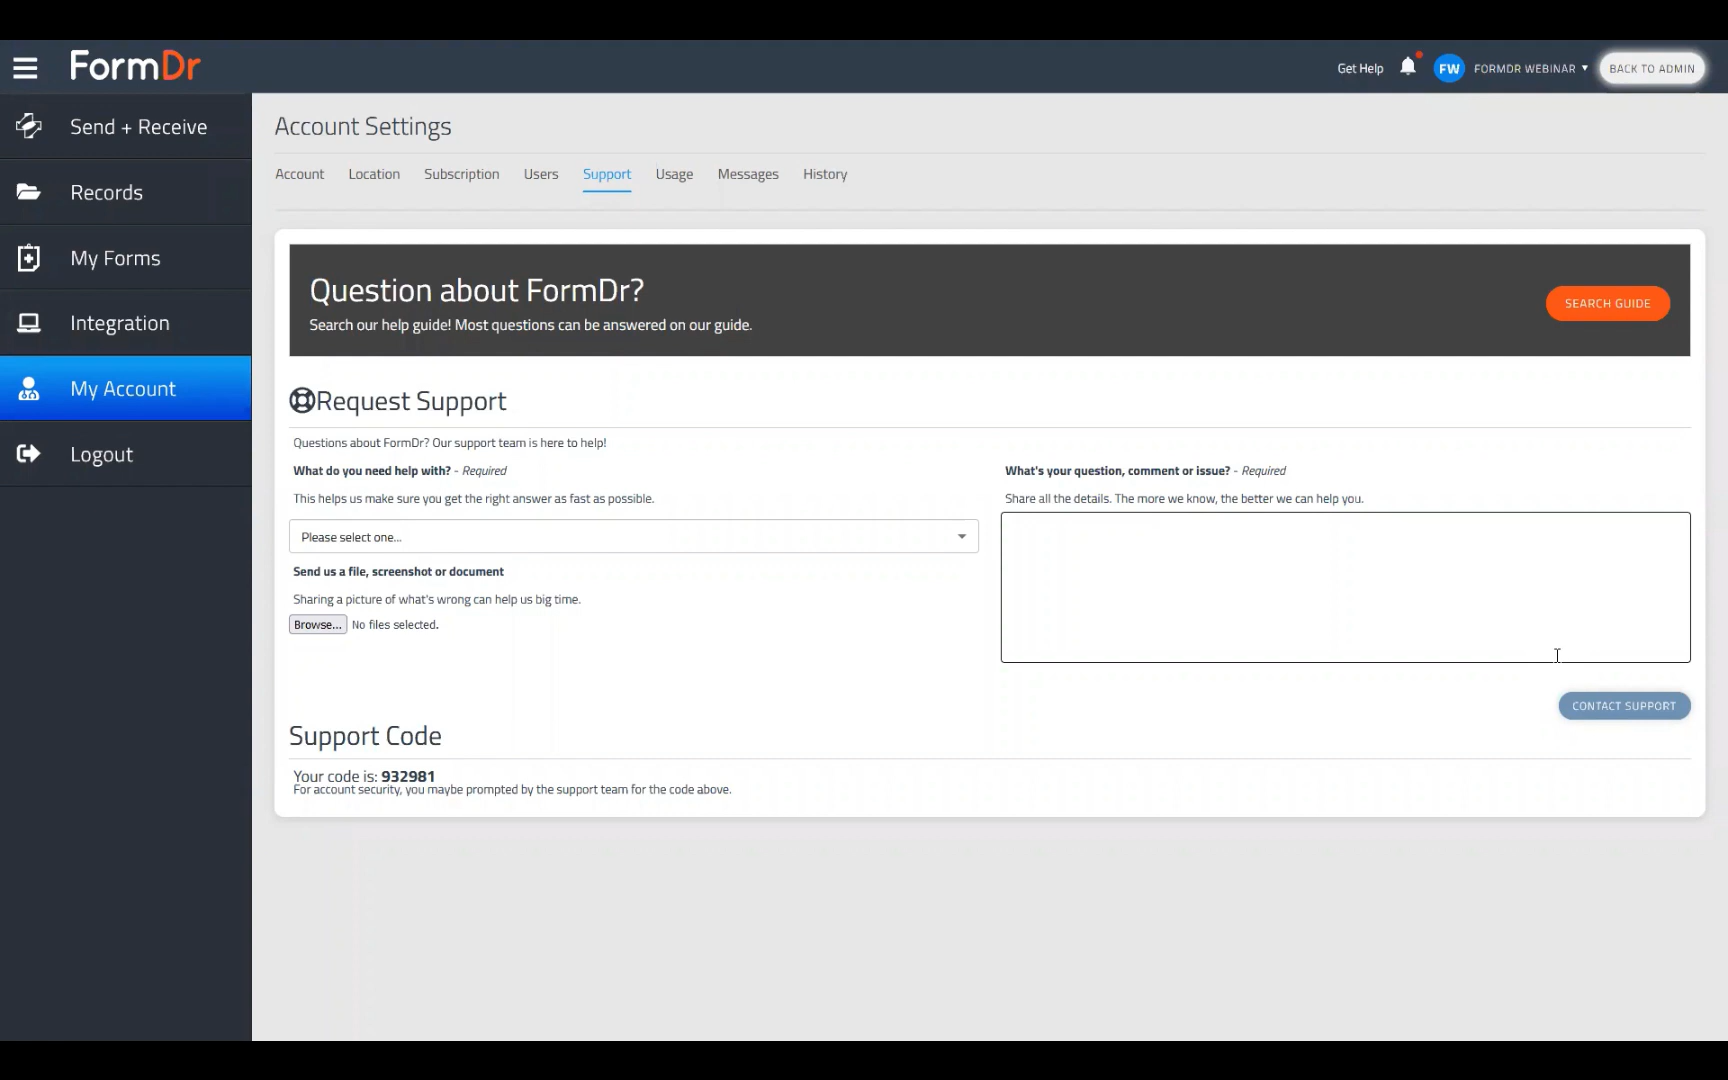 FormDr
Get Help
FW
FORMDR WEBINAR
BACK TO ADMIN
Send + Receive
Records
My Forms
Integration
My Account
Logout
Account Settings
Account Location Subscription Users Support Usage Messages History
Question about FormDr?
Search our help guide! Most questions can be answered on our guide.
SEARCH GUIDE
Request Support
Questions about FormDr? Our support team is here to help!
What do you need help with? - Required
This helps us make sure you get the right answer as fast as possible.
Please select one...
Send us a file, screenshot or document
Sharing a picture of what's wrong can help us big time.
Browse... No files selected.
What's your question, comment or issue? - Required
Share all the details. The more we know, the better we can help you.
CONTACT SUPPORT
Support Code
Your code is: 932981
For account security, you maybe prompted by the support team for the code above.